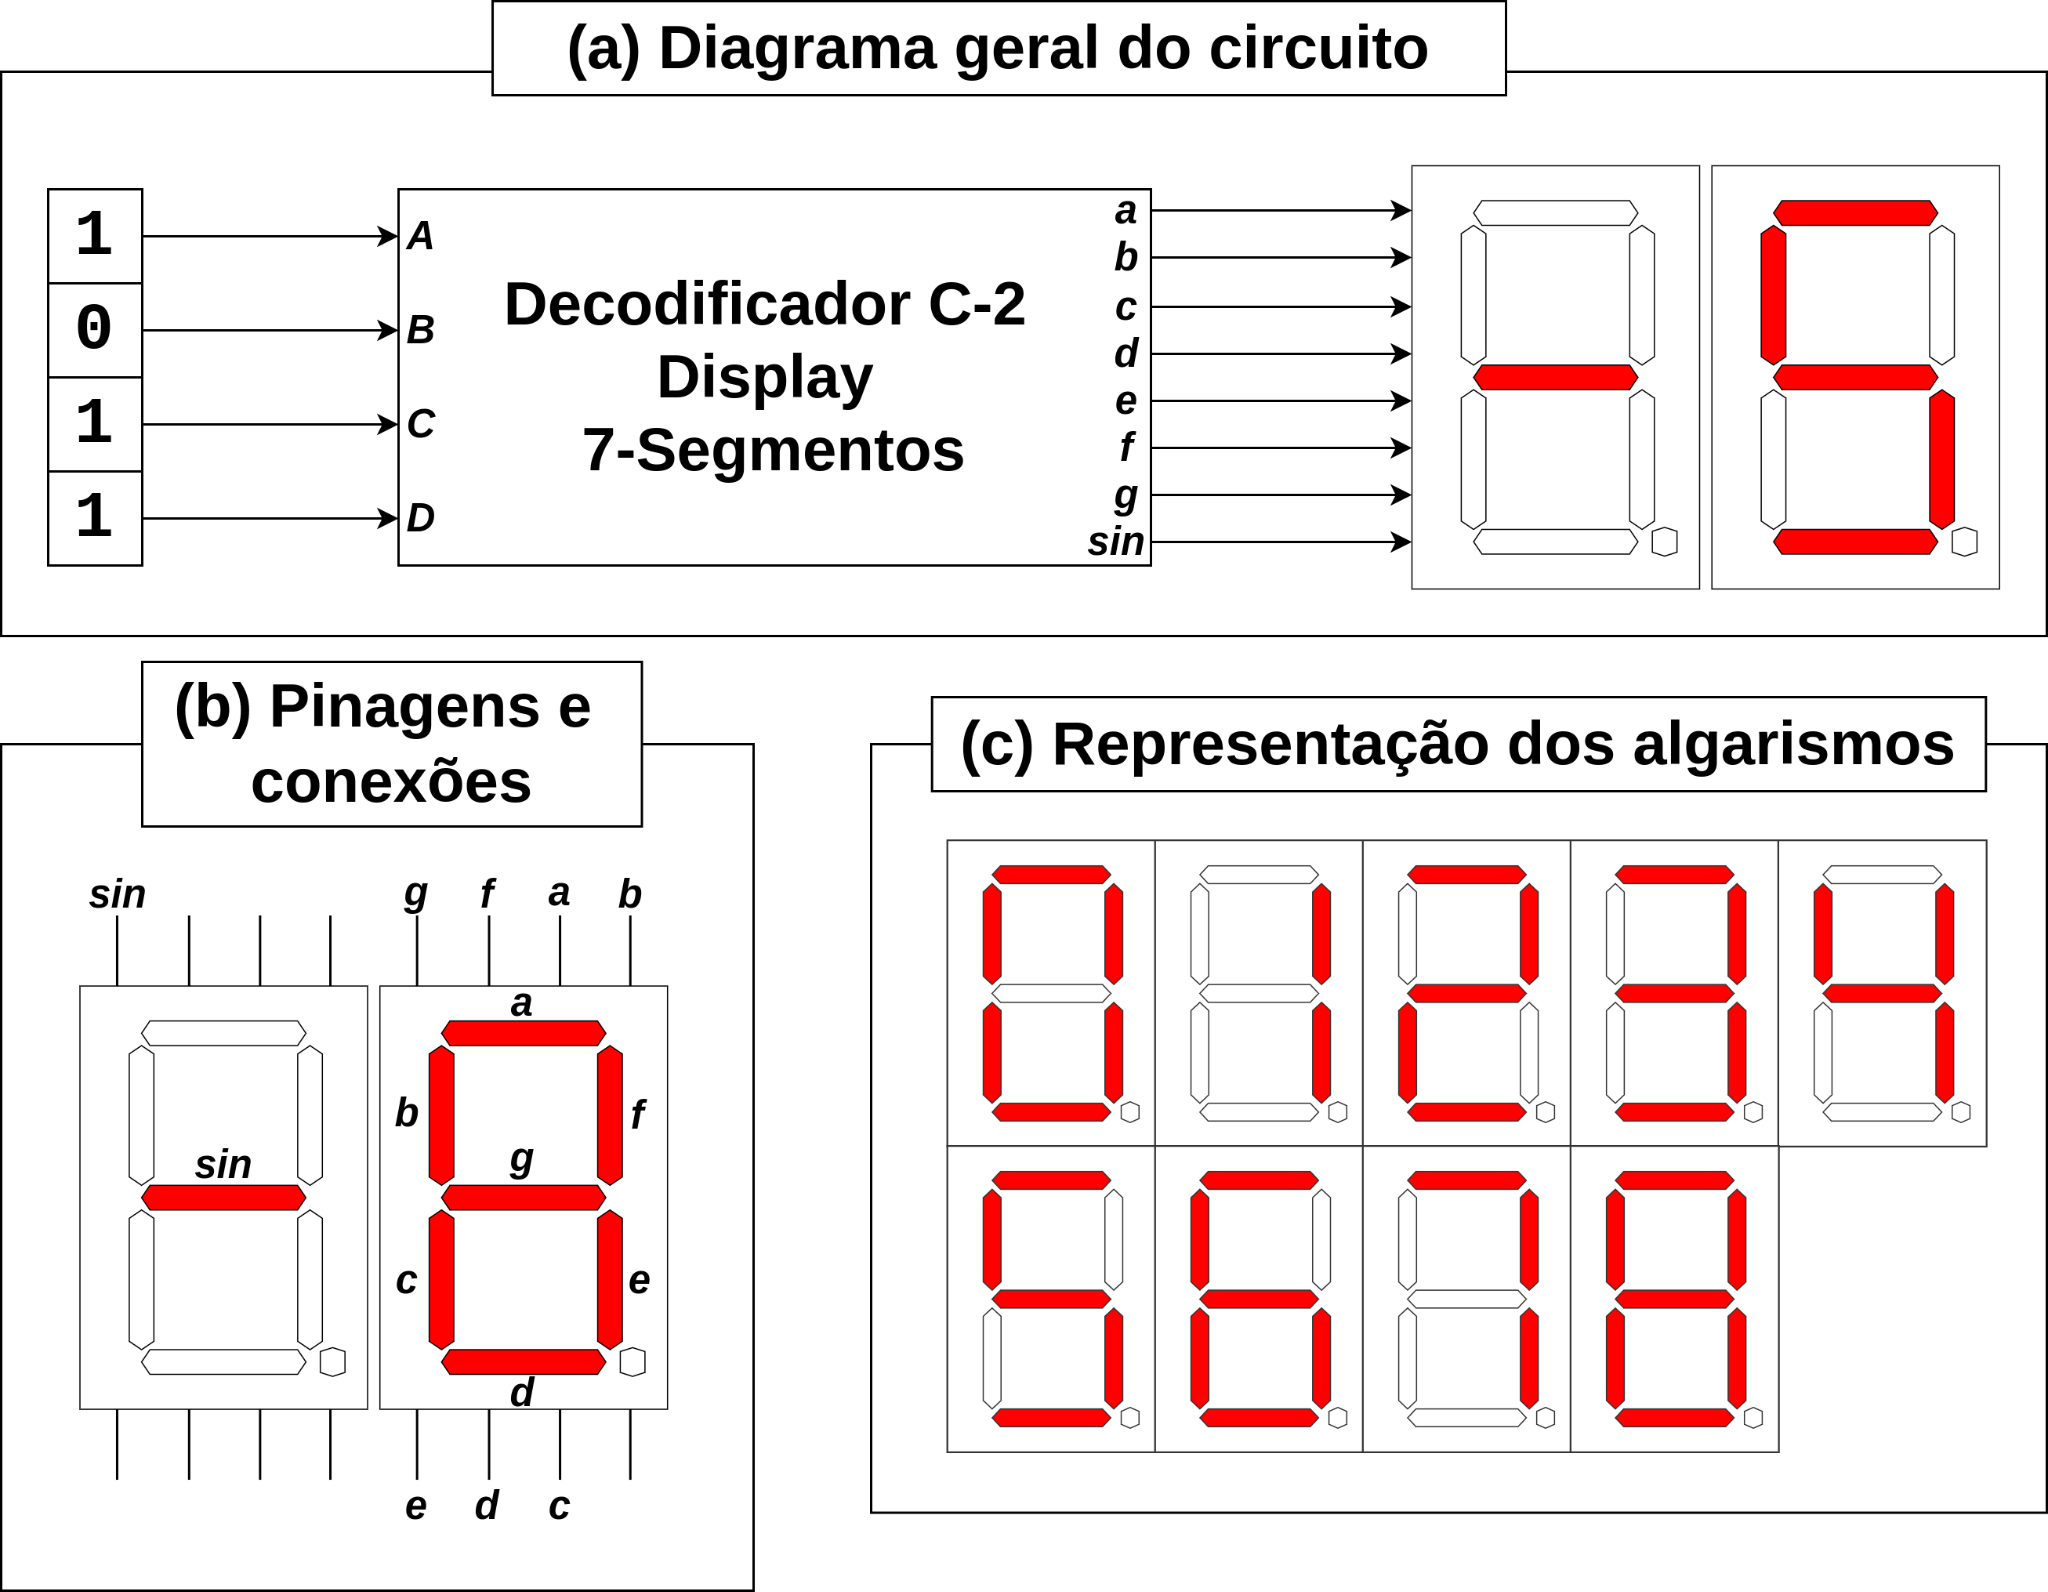 (a) Diagrama geral do circuito
1
0
1
1
A
B
C
D
Decodificador C-2
Display
7-Segmentos
a
b
c
d
e
f
g
sin
(b) Pinagens e
conexões
sin g f a b
a
b f
sin g
c e
d
e d c
(c) Representação dos algarismos